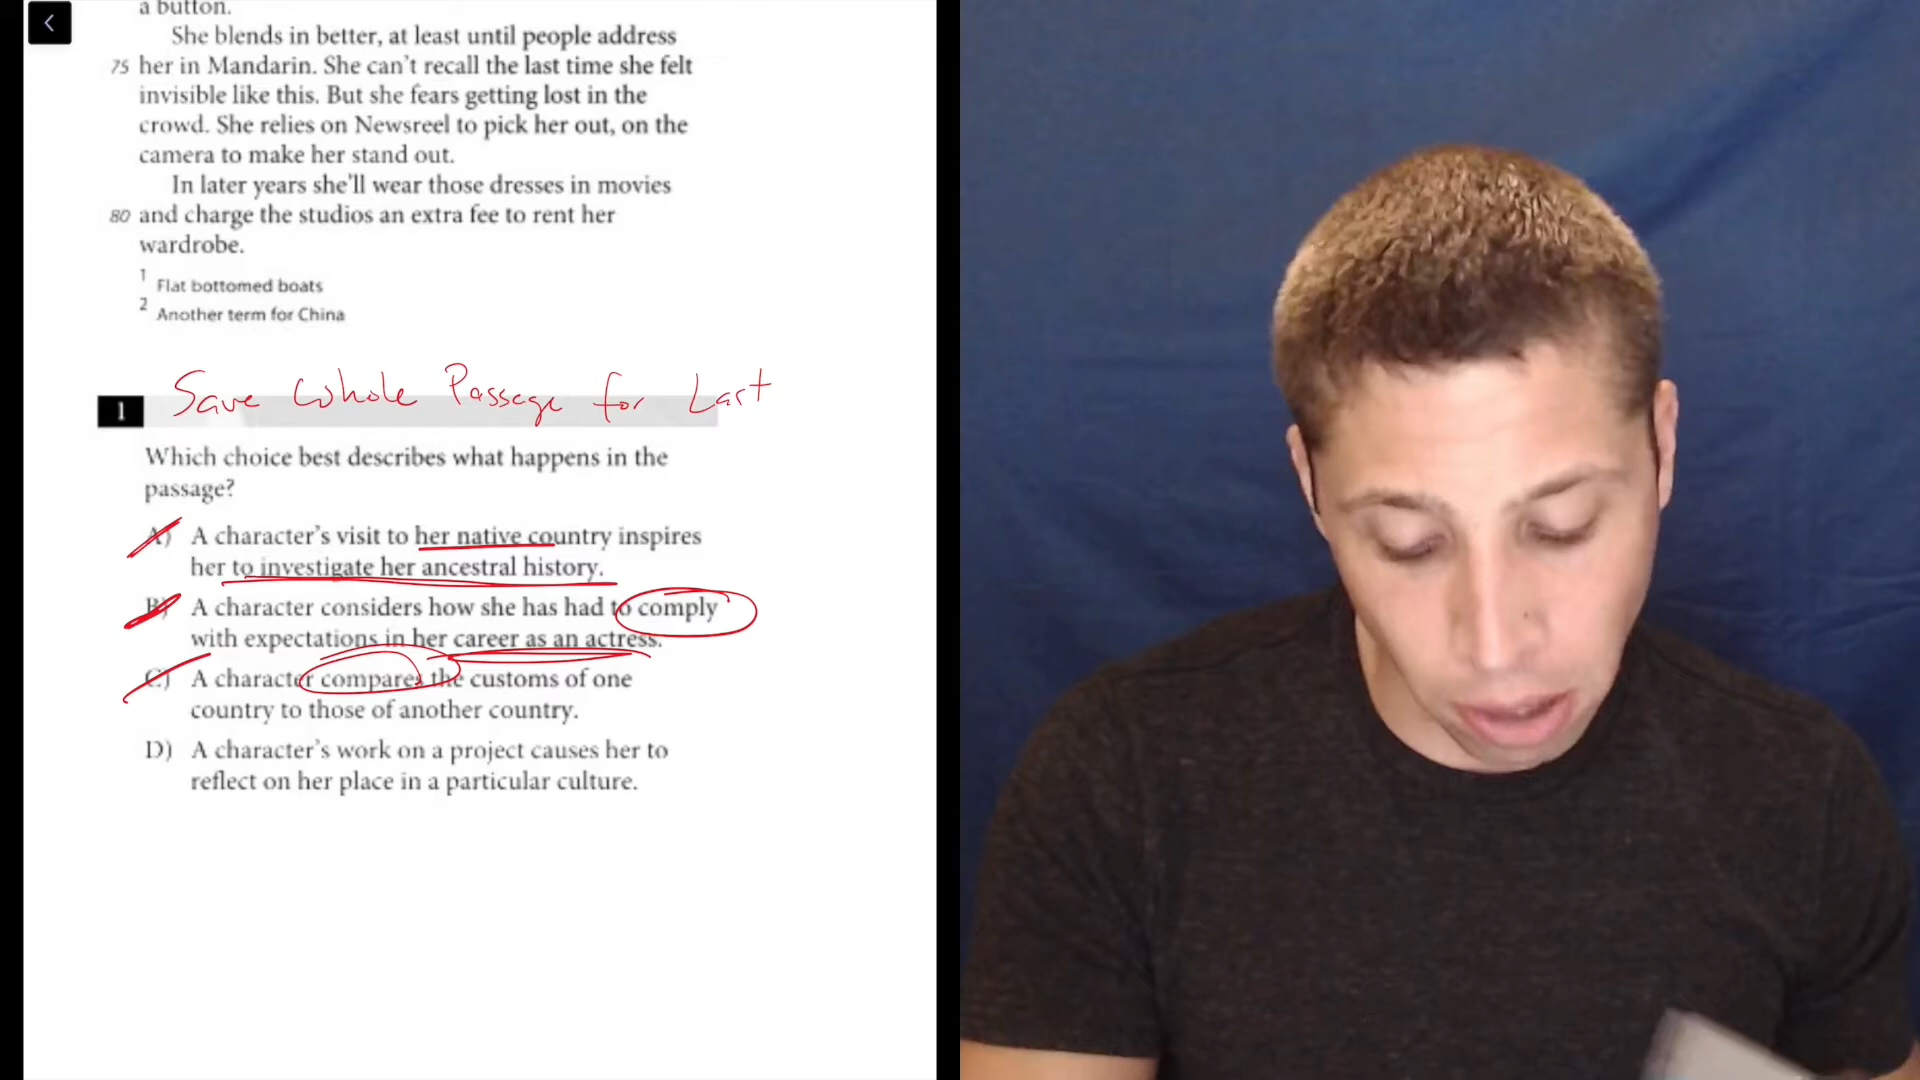 a button.
She blends in better, at least until people address
75 her in Mandarin. She can't recall the last time she felt
invisible like this. But she fears getting lost in the
crowd. She relies on Newsreel to pick her out, on the
camera to make her stand out.
In later years she'll wear those dresses in movies
80 and charge the studios an extra fee to rent her
wardrobe.
1 Flat bottomed boats
2 Another term for China
Save Whole Passage for Last
1
Which choice best describes what happens in the
passage?
A) A character's visit to her native country inspires
her to investigate her ancestral history.
B) A character considers how she has had to comply
with expectations in her career as an actress.
C) A character compares the customs of one
country to those of another country.
D) A character's work on a project causes her to
reflect on her place in a particular culture.